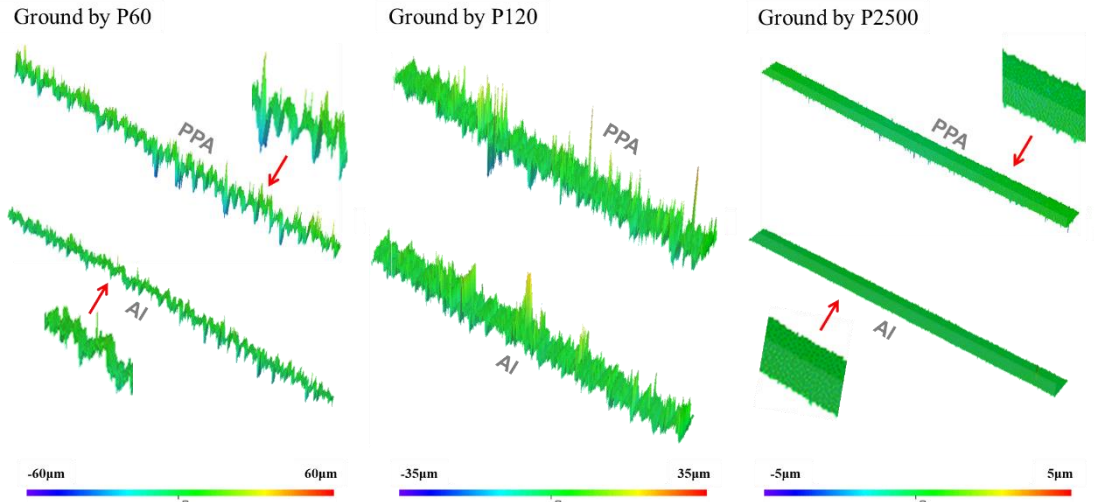 Ground by P60
Ground by P120
Ground by P2500
PPA
PPA
PPA
Al
Al
Al
-60μm
60μm
-35μm
35μm
-5μm
5μm